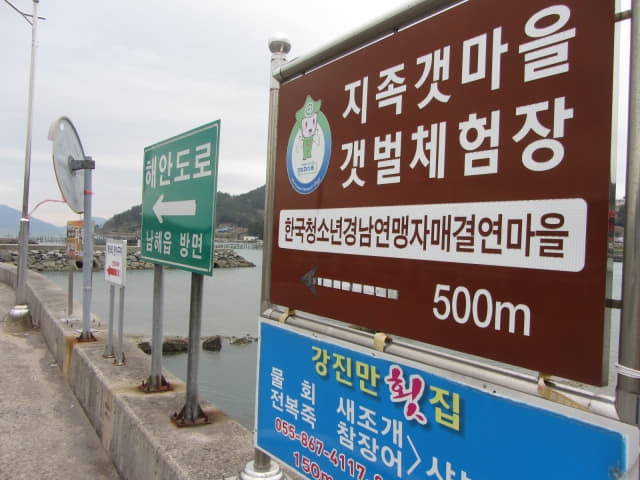 해안도로
남해읍 방면
지족갯마을
갯벌체험장
한국청소년경남연맹자매결연마을
500m
강진만횟집
물회 새조개
전복죽 참장어
055-867-4117
150m